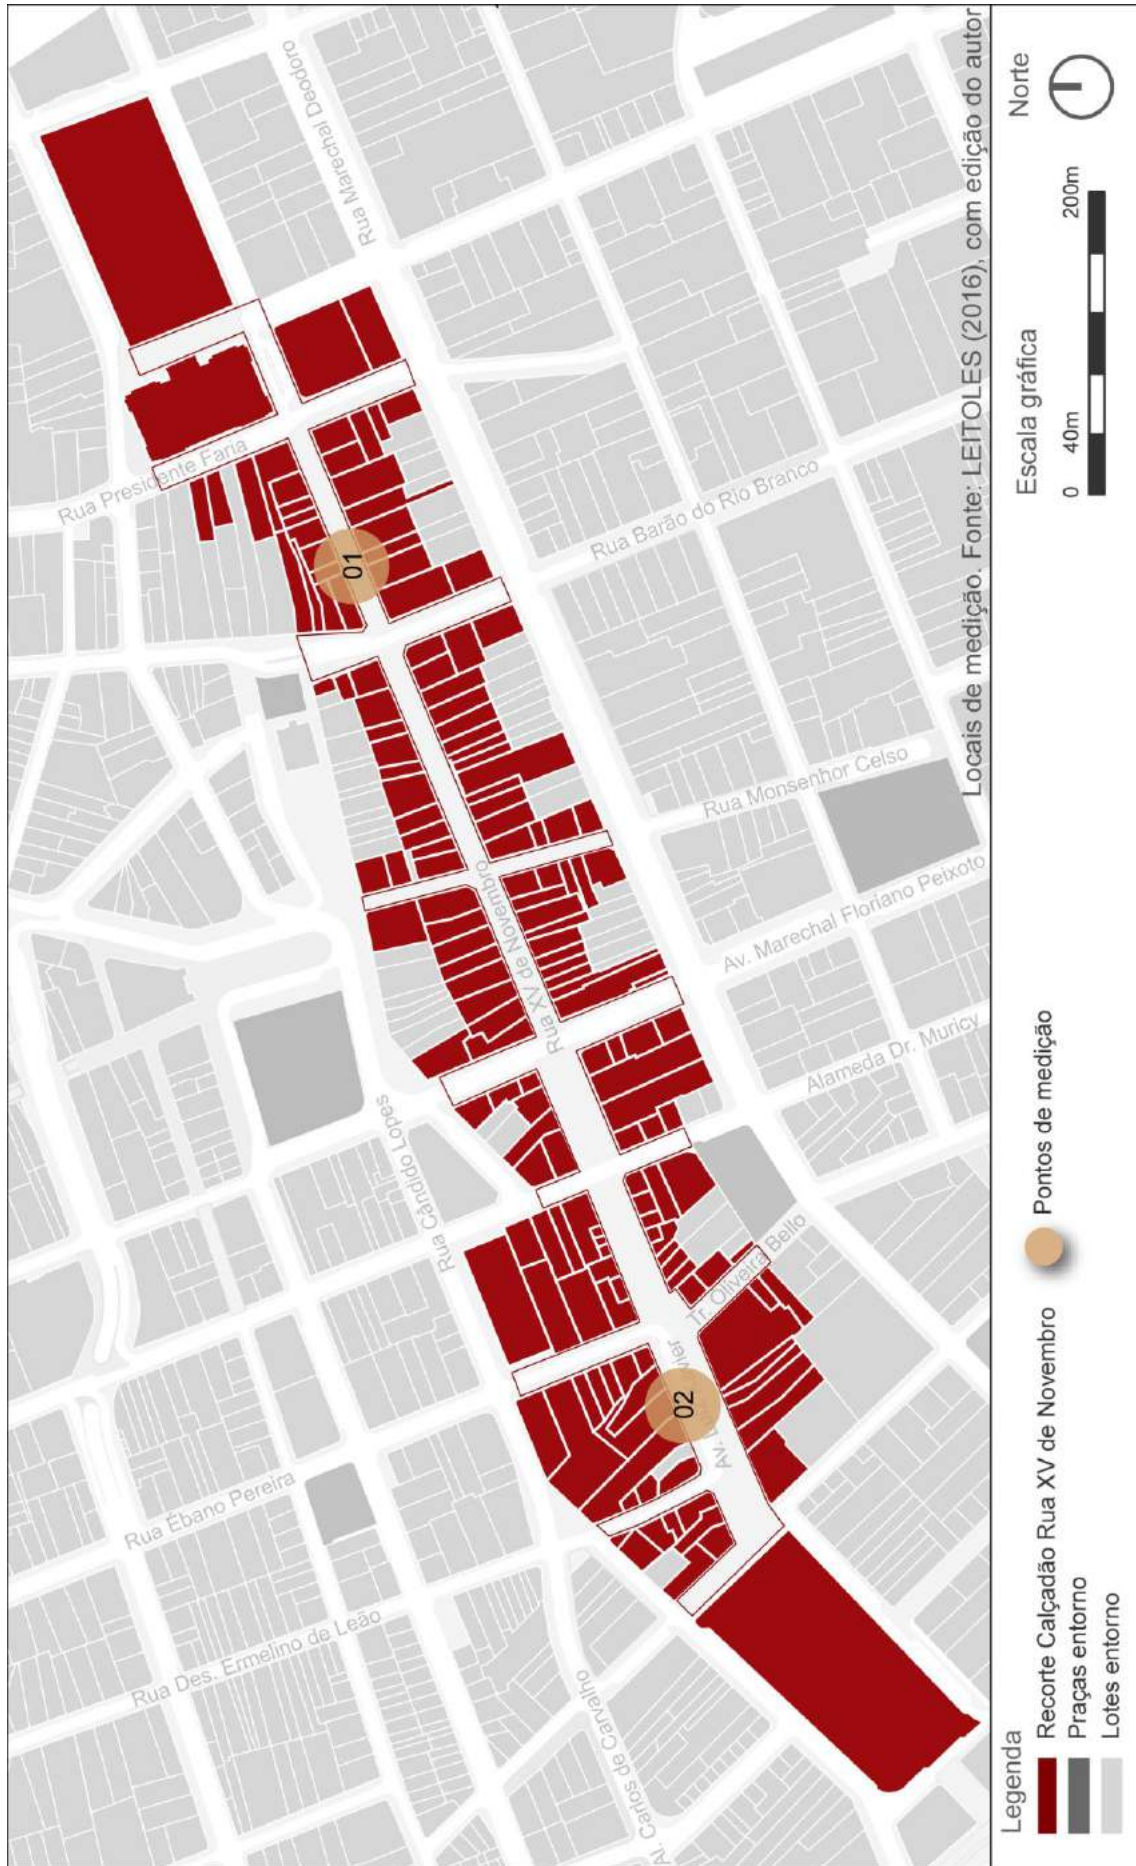 Rua Marechal Deodoro
Rua Marechal Deodoro
Rua Presidente Faria
01
Rua Barão do Rio Branco
Rua Monsenhor Celso
Rua XV de Novembro
Av. Marechal Floriano Peixoto
Alameda Dr. Muricy
Rua Cândido Lopes
Tr. Oliveira Bello
02
Rua Ébano Pereira
Rua Des. Ermelino de Leão
Al. Carlos de Carvalho
Locais de medição. Fonte: LEITOLES (2016), com edição do autor
Legenda
Recorte Calçadão Rua XV de Novembro
Praças entorno
Lotes entorno
Pontos de medição
Escala gráfica
0 40m 200m
Norte